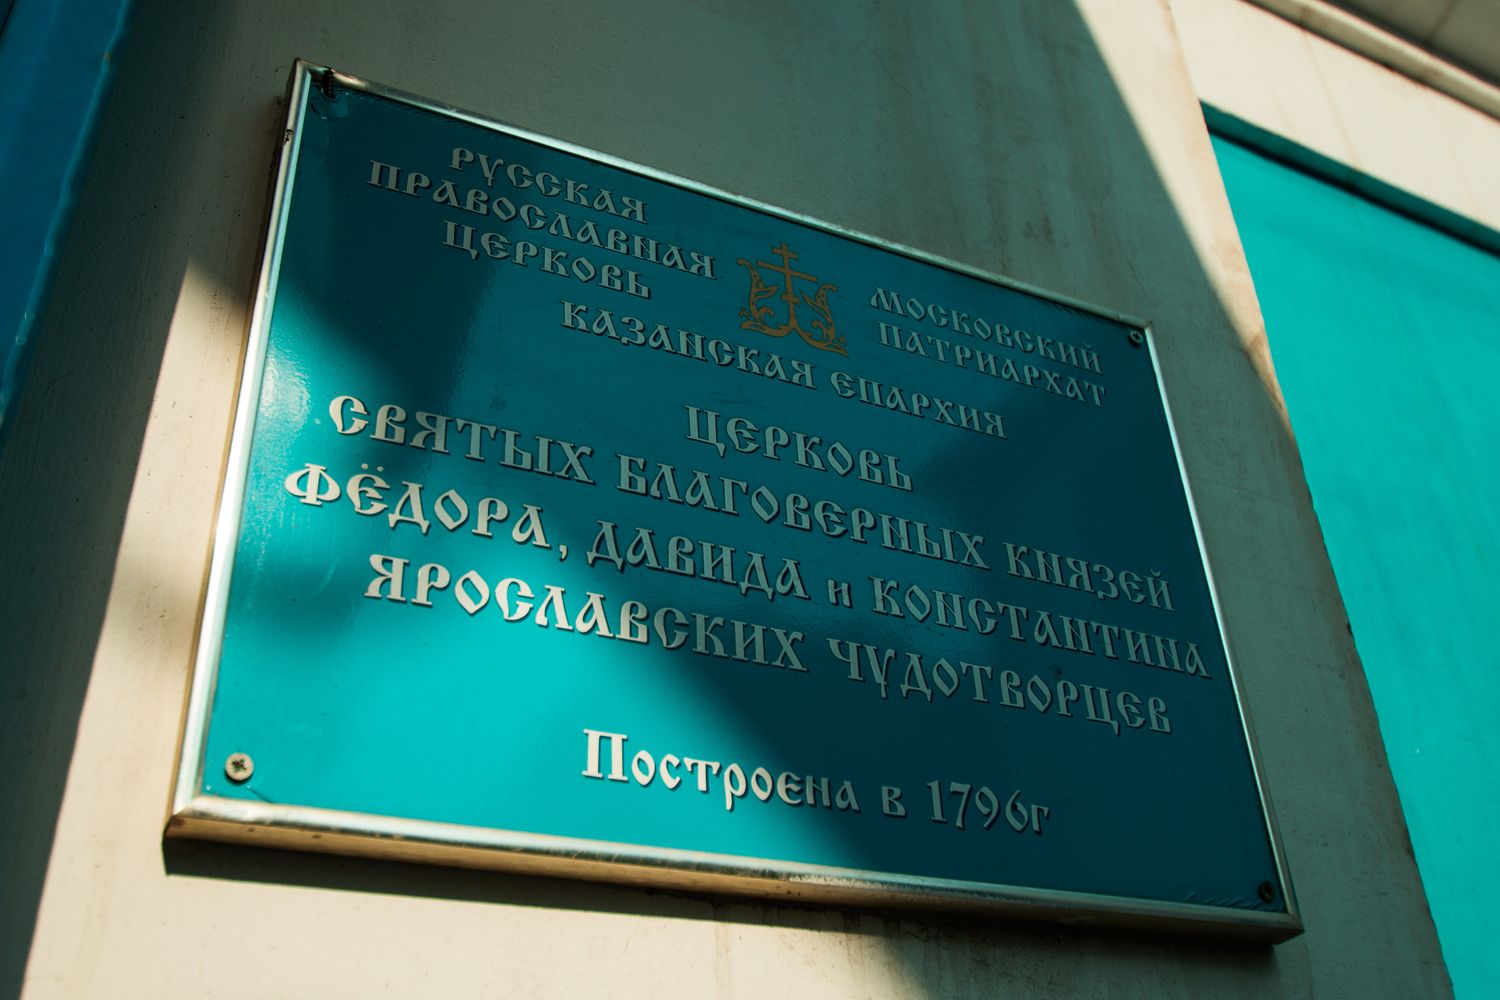 РУССКАЯ
ПРАВОСЛАВНАЯ
ЦЕРКОВЬ
МОСКОВСКИЙ
ПАТРИАРХАТ
КАЗАНСКАЯ ЕПАРХИЯ
ЦЕРКОВЬ
СВЯТЫХ БЛАГОВЕРНЫХ КНЯЗЕЙ
ФЁДОРА, ДАВИДА и КОНСТАНТИНА
ЯРОСЛАВСКИХ ЧУДОТВОРЦЕВ
Построена в 1796г